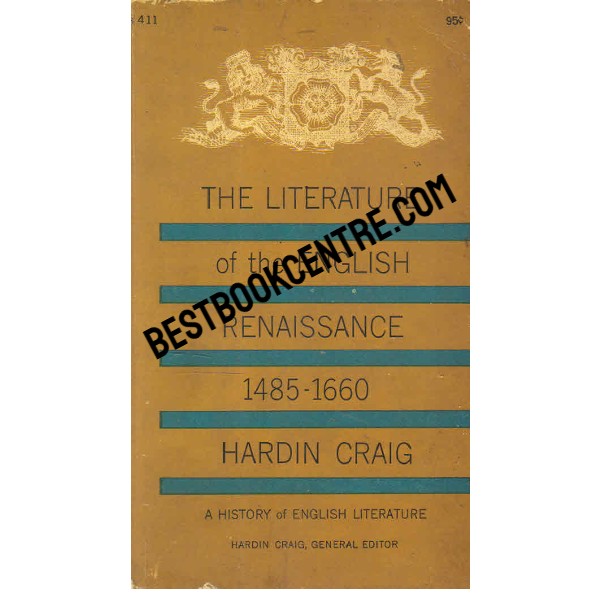 411 95¢
THE LITERATURE
of the ENGLISH
RENAISSANCE
1485-1660
HARDIN CRAIG
A HISTORY of ENGLISH LITERATURE
HARDIN CRAIG, GENERAL EDITOR
BESTBOOKCENTRE.COM